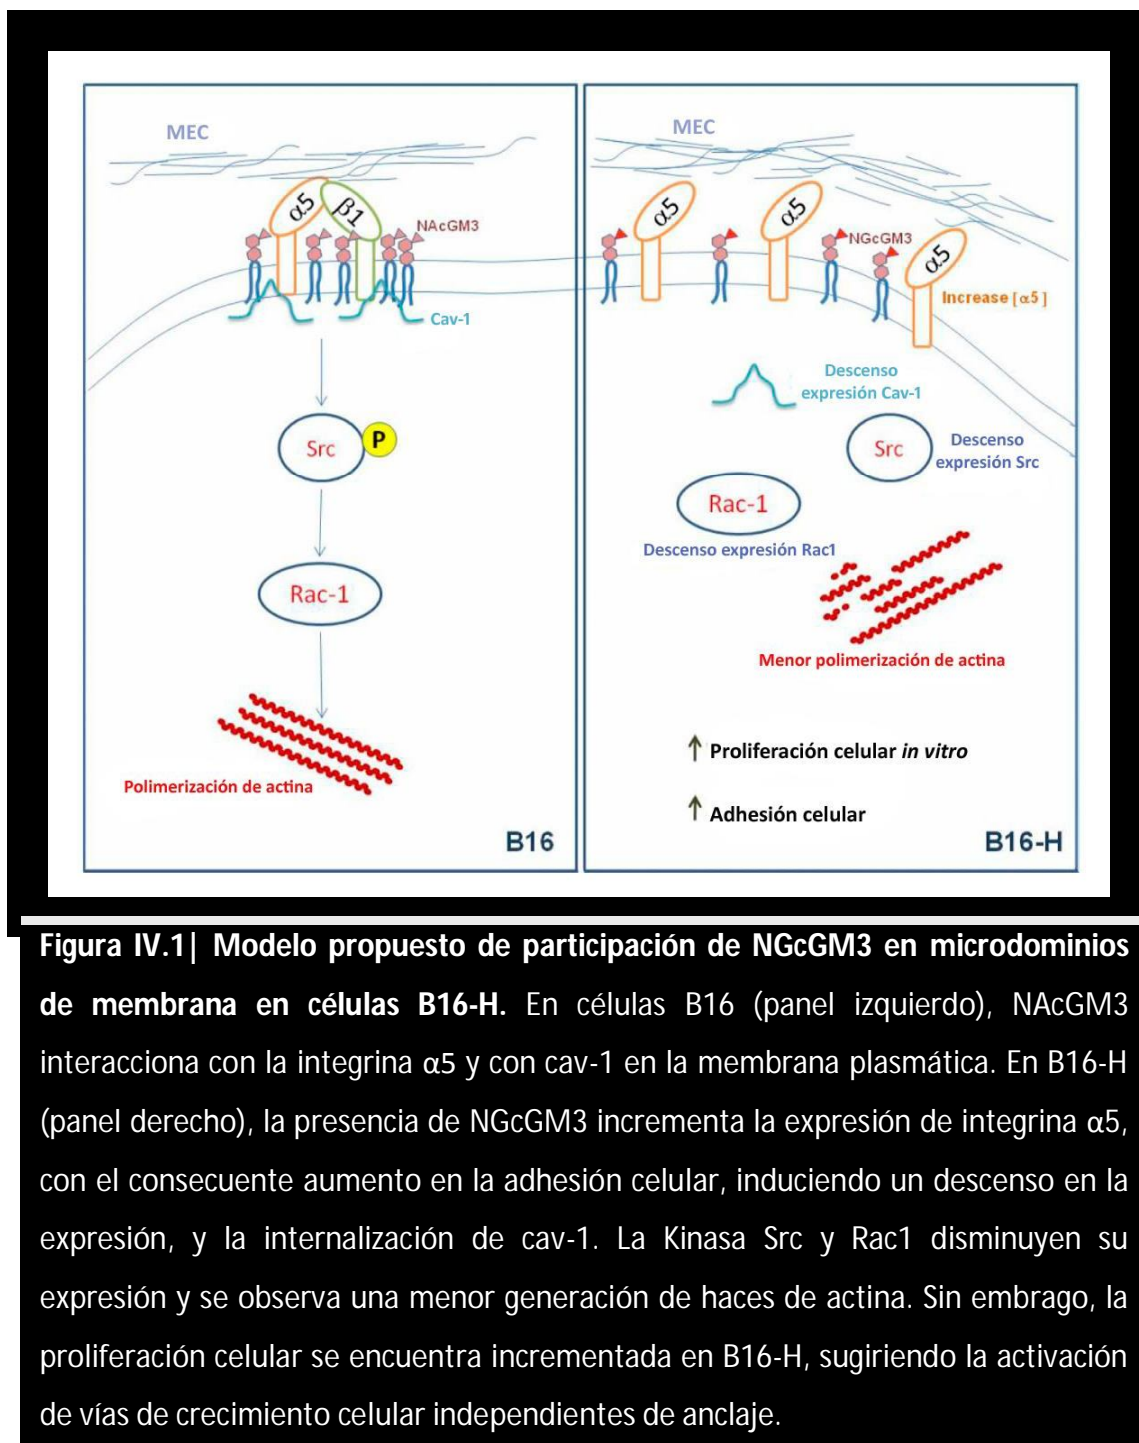 MEC
α5
β1
NAcGM3
Cav-1
Src
P
Rac-1
Polimerización de actina
B16
MEC
α5
α5
NGcGM3
α5
Increase [α5]
Descenso
expresión Cav-1
Src
Descenso
expresión Src
Rac-1
Descenso expresión Rac1
Menor polimerización de actina
↑ Proliferación celular in vitro
↑ Adhesión celular
B16-H
Figura IV.1| Modelo propuesto de participación de NGcGM3 en microdominios
de membrana en células B16-H. En células B16 (panel izquierdo), NAcGM3
interacciona con la integrina α5 y con cav-1 en la membrana plasmática. En B16-H
(panel derecho), la presencia de NGcGM3 incrementa la expresión de integrina α5,
con el consecuente aumento en la adhesión celular, induciendo un descenso en la
expresión, y la internalización de cav-1. La Kinasa Src y Rac1 disminuyen su
expresión y se observa una menor generación de haces de actina. Sin embrago, la
proliferación celular se encuentra incrementada en B16-H, sugiriendo la activación
de vías de crecimiento celular independientes de anclaje.